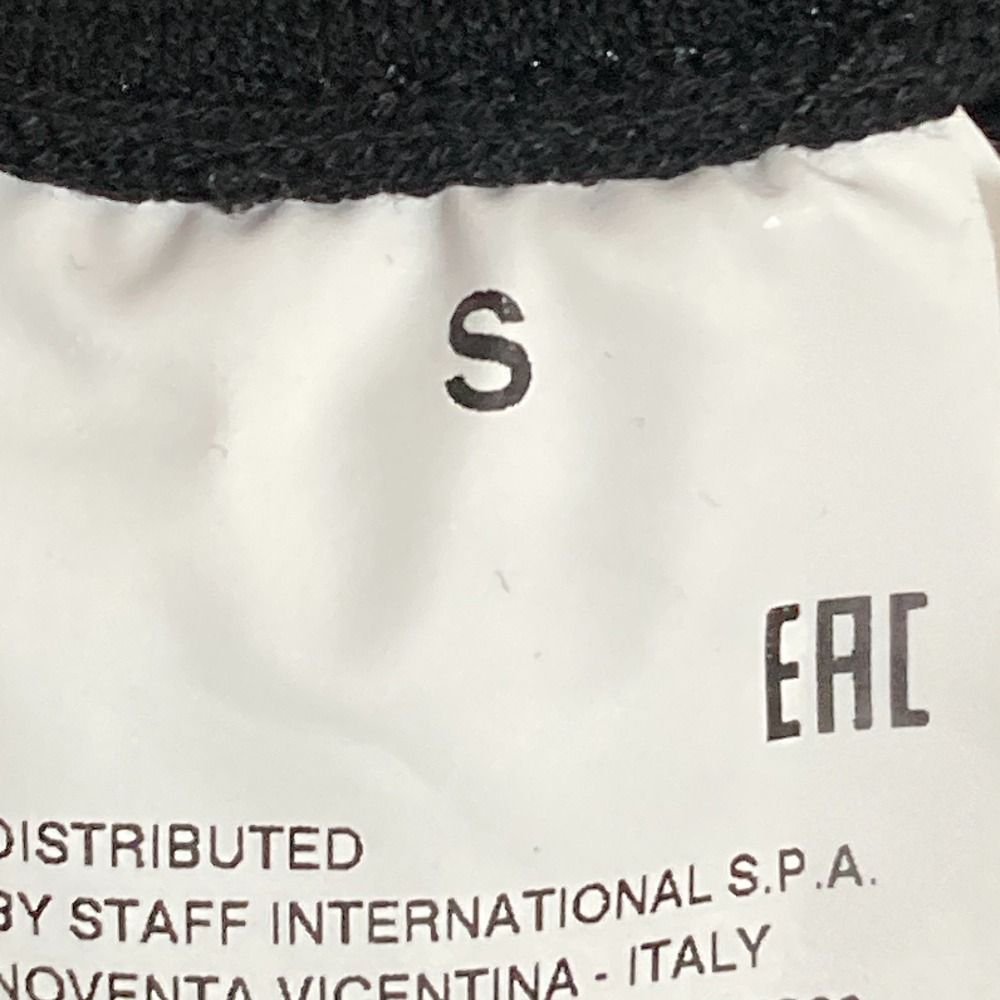 S
EAC
DISTRIBUTED
BY STAFF INTERNATIONAL S.P.A.
NOVENTA VICENTINA - ITALY